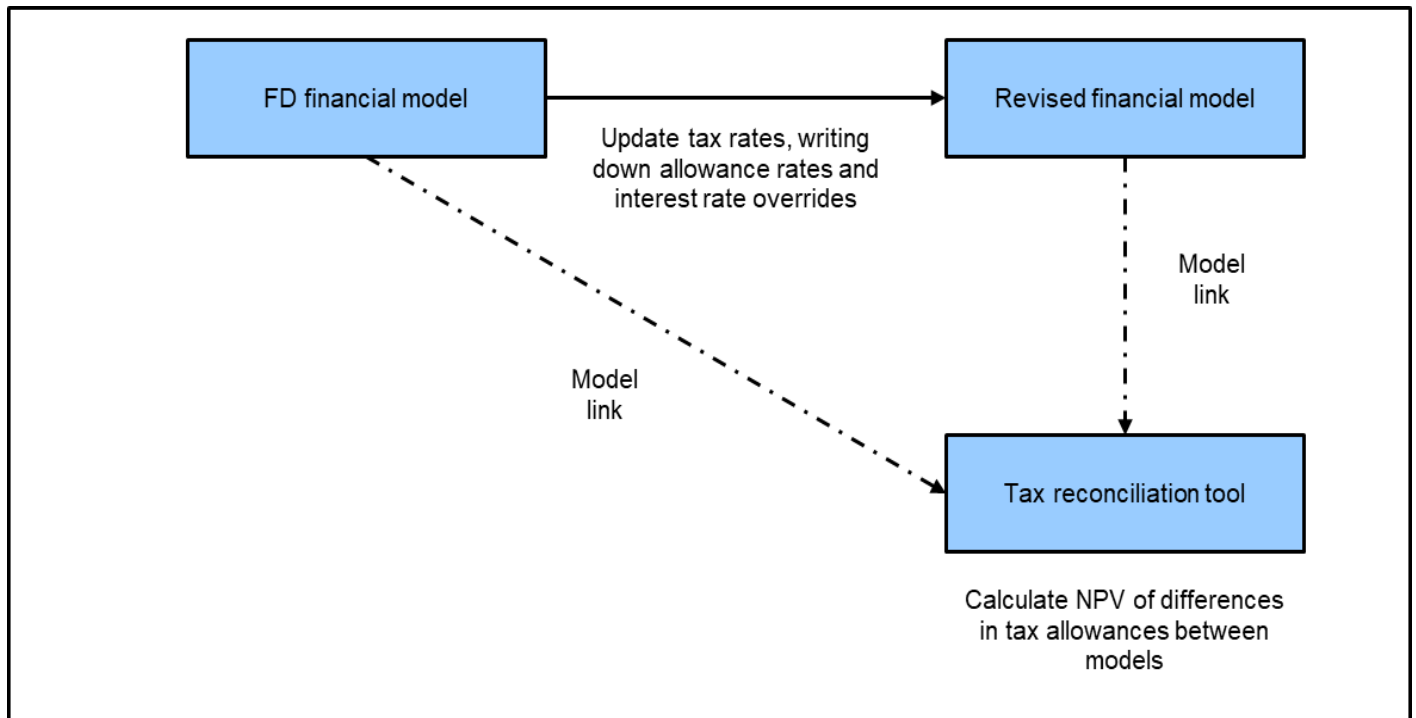 FD financial model
Revised financial model
Update tax rates, writing
down allowance rates and
interest rate overrides
Model
link
Model
link
Tax reconciliation tool
Calculate NPV of differences
in tax allowances between
models